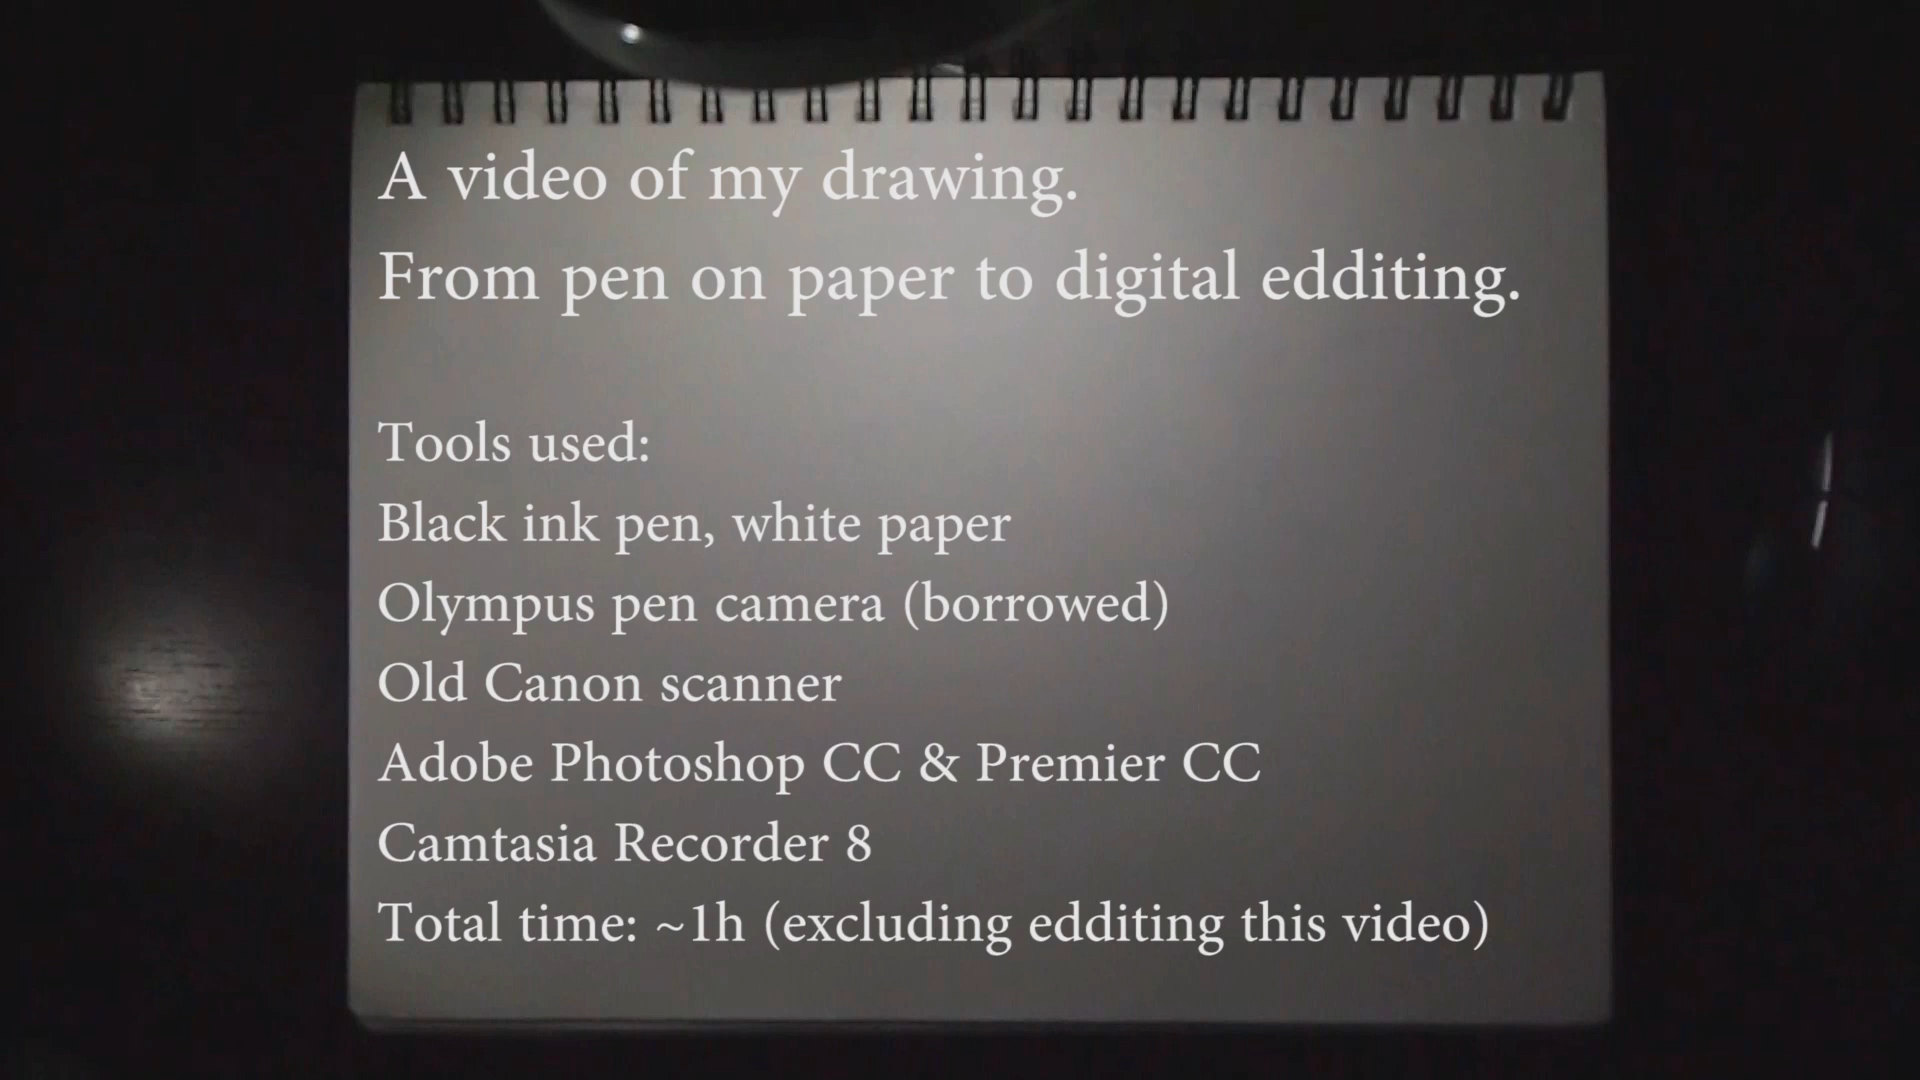 A video of my drawing.
From pen on paper to digital edditing.
Tools used:
Black ink pen, white paper
Olympus pen camera (borrowed)
Old Canon scanner
Adobe Photoshop CC & Premier CC
Camtasia Recorder 8
Total time: ~1h (excluding edditing this video)